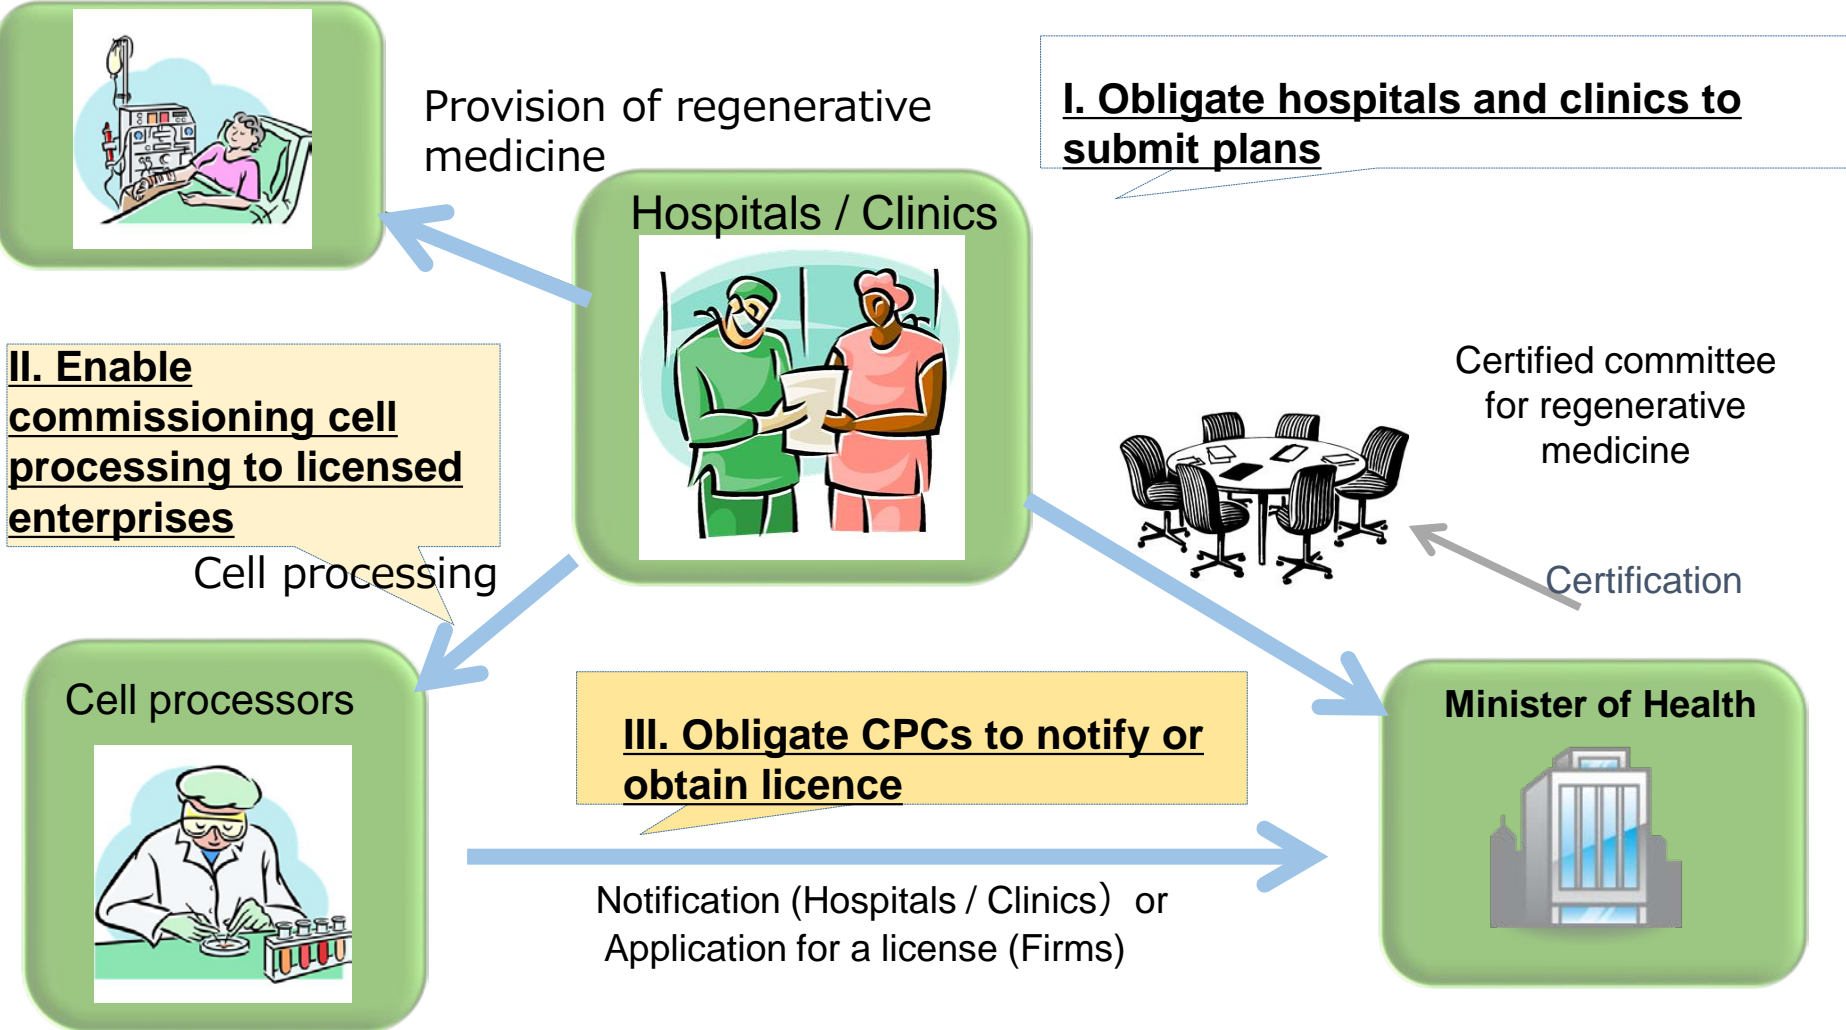 Provision of regenerative
medicine
I. Obligate hospitals and clinics to
submit plans
Hospitals / Clinics
II. Enable
commissioning cell
processing to licensed
enterprises
Certified committee
for regenerative
medicine
Cell processing
Certification
Cell processors
III. Obligate CPCs to notify or
obtain licence
Minister of Health
Notification (Hospitals / Clinics）or
Application for a license (Firms)